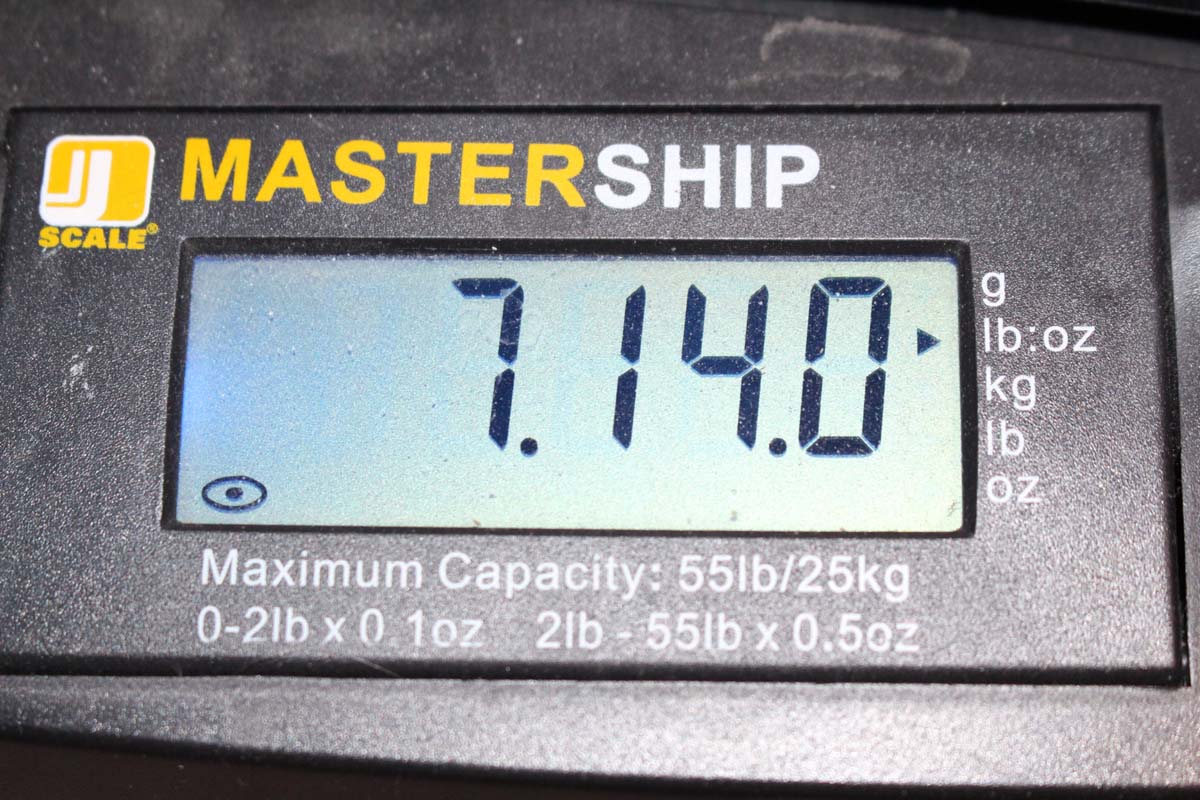 MASTERSHIP
JJ
SCALE®
7.14.0
g
lb:oz
kg
lb
oz
Maximum Capacity: 55lb/25kg
0-2lb x 0.1oz 2lb - 55lb x 0.5oz